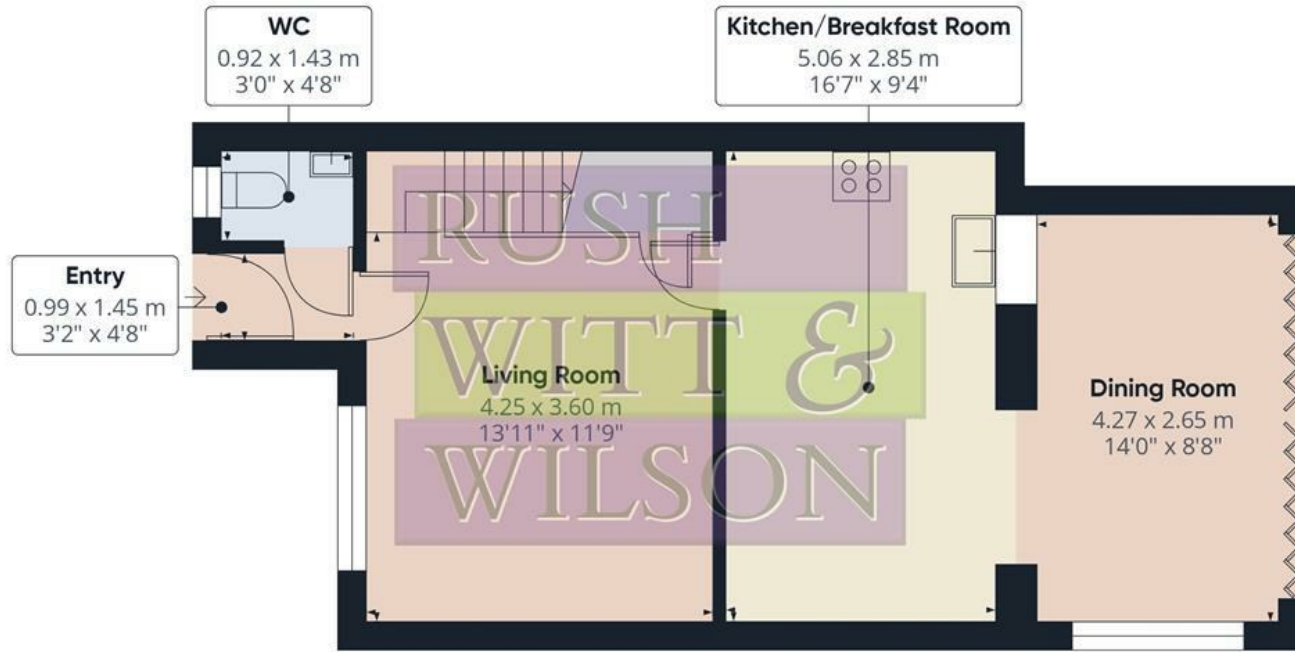 WC
0.92 x 1.43 m
3'0" x 4'8"
Kitchen/Breakfast Room
5.06 x 2.85 m
16'7" x 9'4"
Entry
0.99 x 1.45 m
3'2" x 4'8"
RUSH
WITT &
WILSON
Living Room
4.25 x 3.60 m
13'11" x 11'9"
Dining Room
4.27 x 2.65 m
14'0" x 8'8"